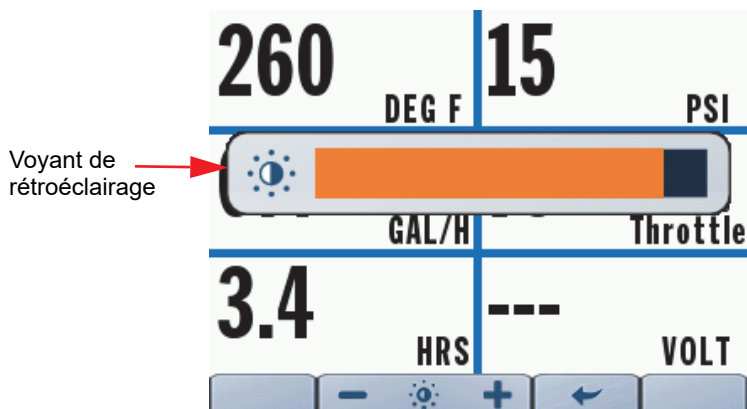 260 DEG F
15 PSI
Voyant de
rétroéclairage
GAL/H
Throttle
3.4 HRS
--- VOLT